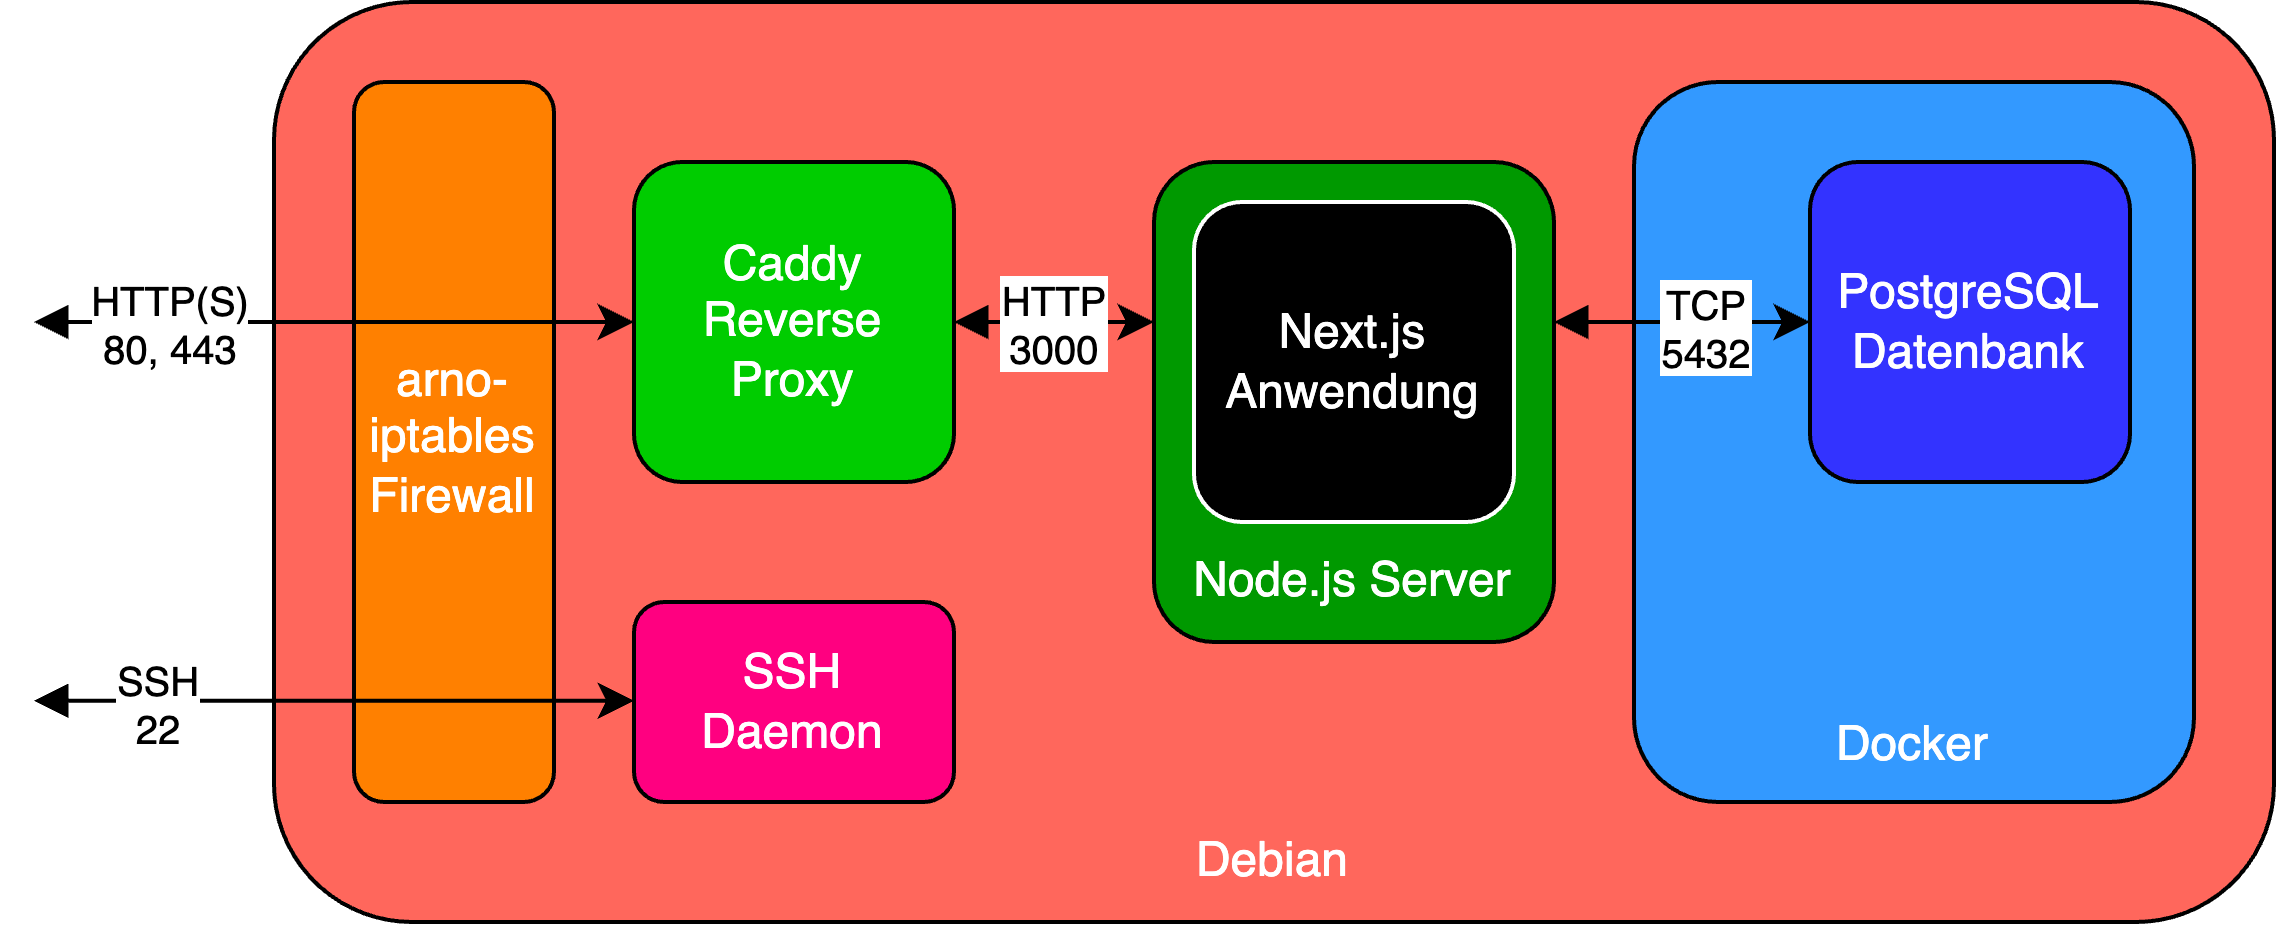 HTTP(S)
80, 443
arno-
iptables
Firewall
Caddy
Reverse
Proxy
HTTP
3000
Next.js
Anwendung
Node.js Server
TCP
5432
PostgreSQL
Datenbank
Docker
SSH
22
SSH
Daemon
Debian